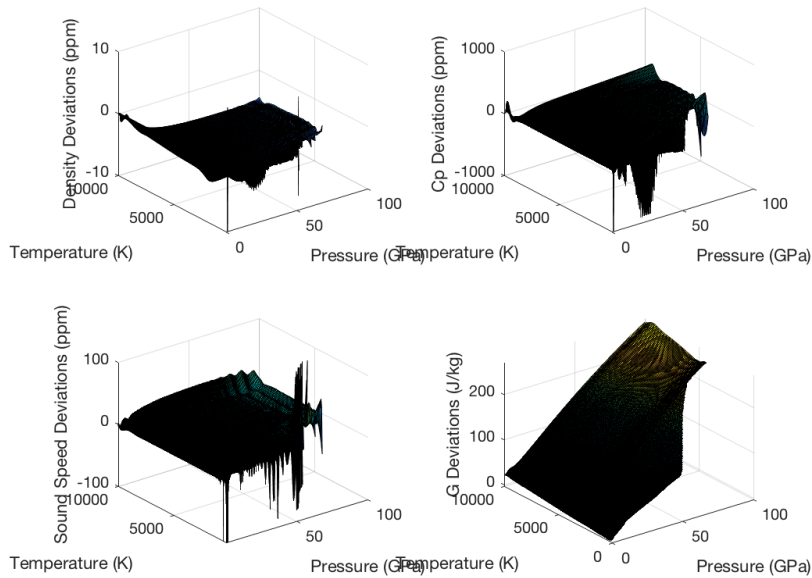 Density Deviations (ppm)
10
0
-10
10000
5000
Temperature (K)
0
50
100
Pressure (GPa)
Cp Deviations (ppm)
1000
0
-1000
10000
5000
Temperature (K)
0
50
100
Pressure (GPa)
Sound Speed Deviations (ppm)
100
0
-100
10000
5000
Temperature (K)
0
50
100
Pressure (GPa)
G Deviations (J/kg)
200
100
0
10000
5000
0
Temperature (K)
0
50
100
Pressure (GPa)